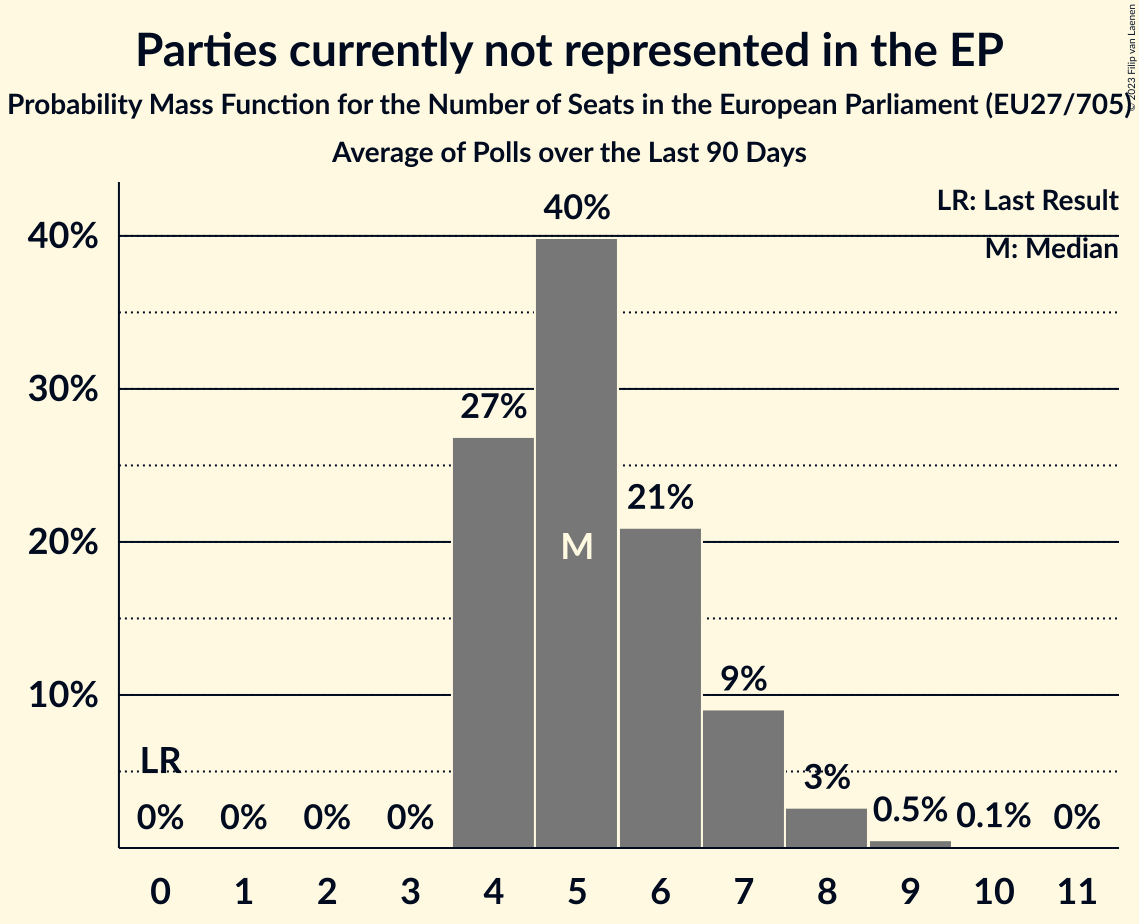 Parties currently not represented in the EP
Probability Mass Function for the Number of Seats in the European Parliament (EU27/705)
Average of Polls over the Last 90 Days
© 2023 Filip van Laenen
LR: Last Result
M: Median
40%
30%
20%
10%
LR
0%
0%
0%
0%
27%
40%
M
21%
9%
3%
0.5%
0.1%
0%
0 1 2 3 4 5 6 7 8 9 10 11